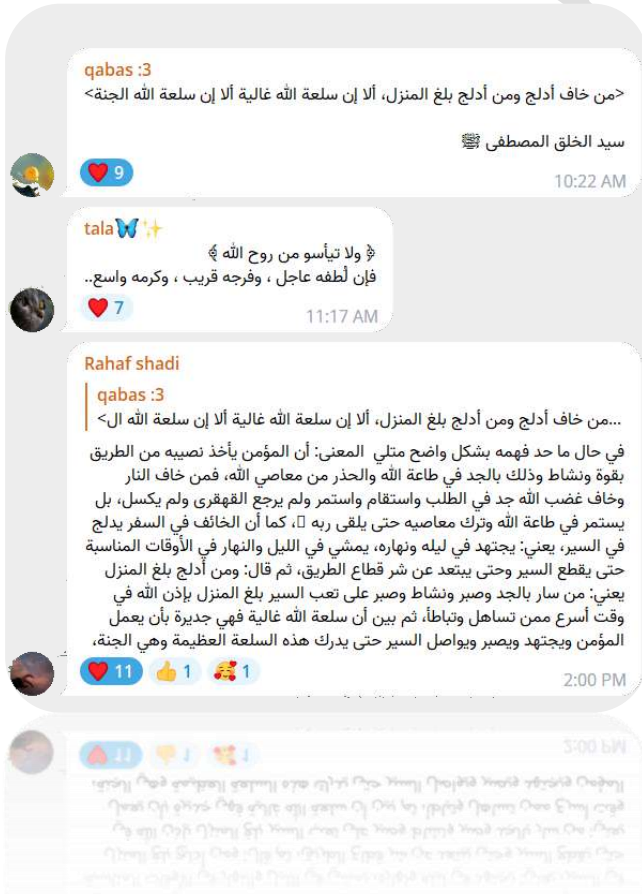 qabas :3
<من خاف أدلج ومن أدلج بلغ المنزل، ألا إن سلعة الله غالية ألا إن سلعة الله الجنة>
سيد الخلق المصطفى ﷺ
❤️ 9
10:22 AM
tala🦋✨
﴿ ولا تيأسو من روح الله ﴾
فإن لُطفه عاجل ، وفرجه قريب ، وكرمه واسع..
❤️ 7
11:17 AM
Rahaf shadi
qabas :3
<من خاف أدلج ومن أدلج بلغ المنزل، ألا إن سلعة الله غالية ألا إن سلعة الله ال...
في حال ما حد فهمه بشكل واضح متلي المعنى: أن المؤمن يأخذ نصيبه من الطريق
بقوة ونشاط وذلك بالجد في طاعة الله والحذر من معاصي الله، فمن خاف النار
وخاف غضب الله جد في الطلب واستقام واستمر ولم يرجع القهقرى ولم يكسل، بل
يستمر في طاعة الله وترك معاصيه حتى يلقى ربه ▯، كما أن الخائف في السفر يدلج
في السير، يعني: يجتهد في ليله ونهاره، يمشي في الليل والنهار في الأوقات المناسبة
حتى يقطع السير وحتى يبتعد عن شر قطاع الطريق، ثم قال: ومن أدلج بلغ المنزل
يعني: من سار بالجد وصبر ونشاط وصبر على تعب السير بلغ المنزل بإذن الله في
وقت أسرع ممن تساهل وتباطأ، ثم بين أن سلعة الله غالية فهي جديرة بأن يعمل
المؤمن ويجتهد ويصبر ويواصل السير حتى يدرك هذه السلعة العظيمة وهي الجنة،
❤️ 11 👍 1 🥰 1
2:00 PM